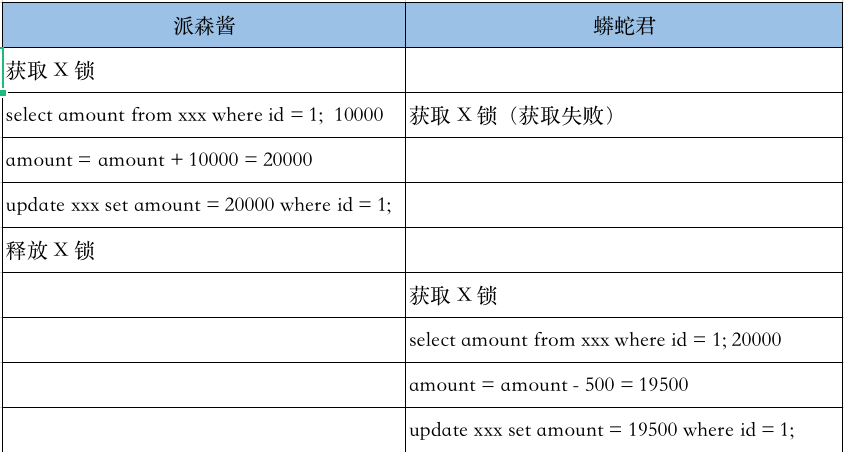 派森酱 蟒蛇君
获取 X 锁
select amount from xxx where id = 1;  10000 获取 X 锁（获取失败）
amount = amount + 10000 = 20000
update xxx set amount = 20000 where id = 1;
释放 X 锁
获取 X 锁
select amount from xxx where id = 1; 20000
amount = amount - 500 = 19500
update xxx set amount = 19500 where id = 1;